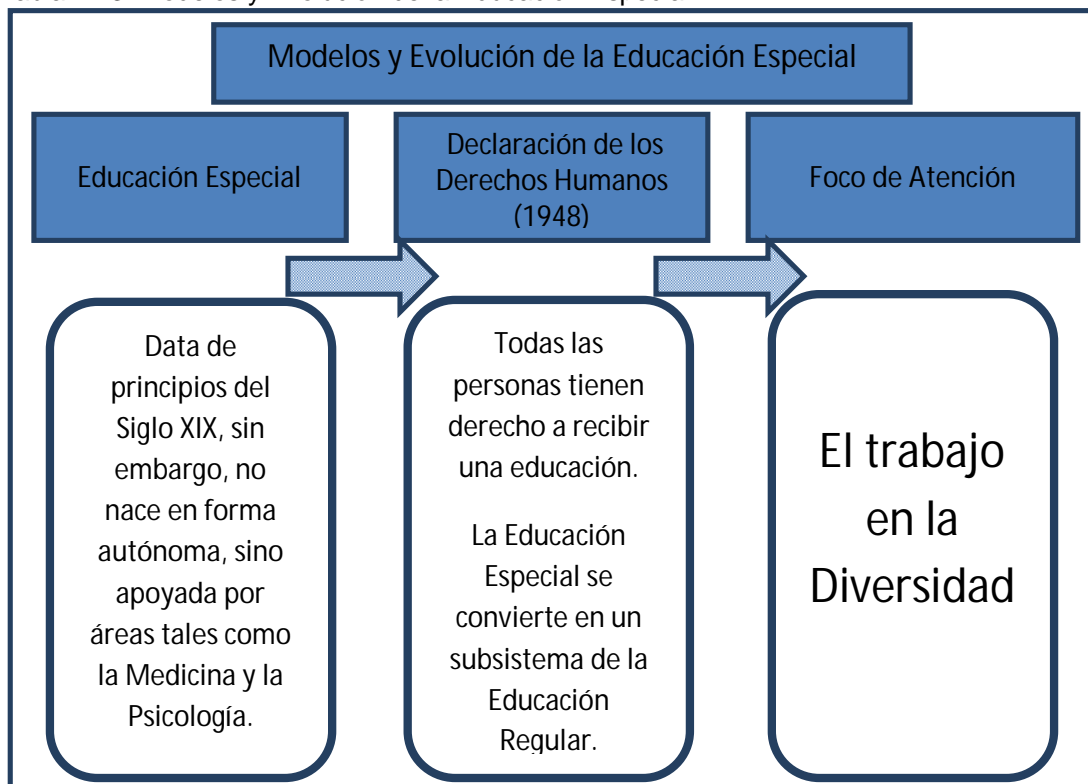 Modelos y Evolución de la Educación Especial
Educación Especial
Declaración de los
Derechos Humanos
(1948)
Foco de Atención
Data de
principios del
Siglo XIX, sin
embargo, no
nace en forma
autónoma, sino
apoyada por
áreas tales como
la Medicina y la
Psicología.
Todas las
personas tienen
derecho a recibir
una educación.
La Educación
Especial se
convierte en un
subsistema de la
Educación
Regular.
El trabajo
en la
Diversidad